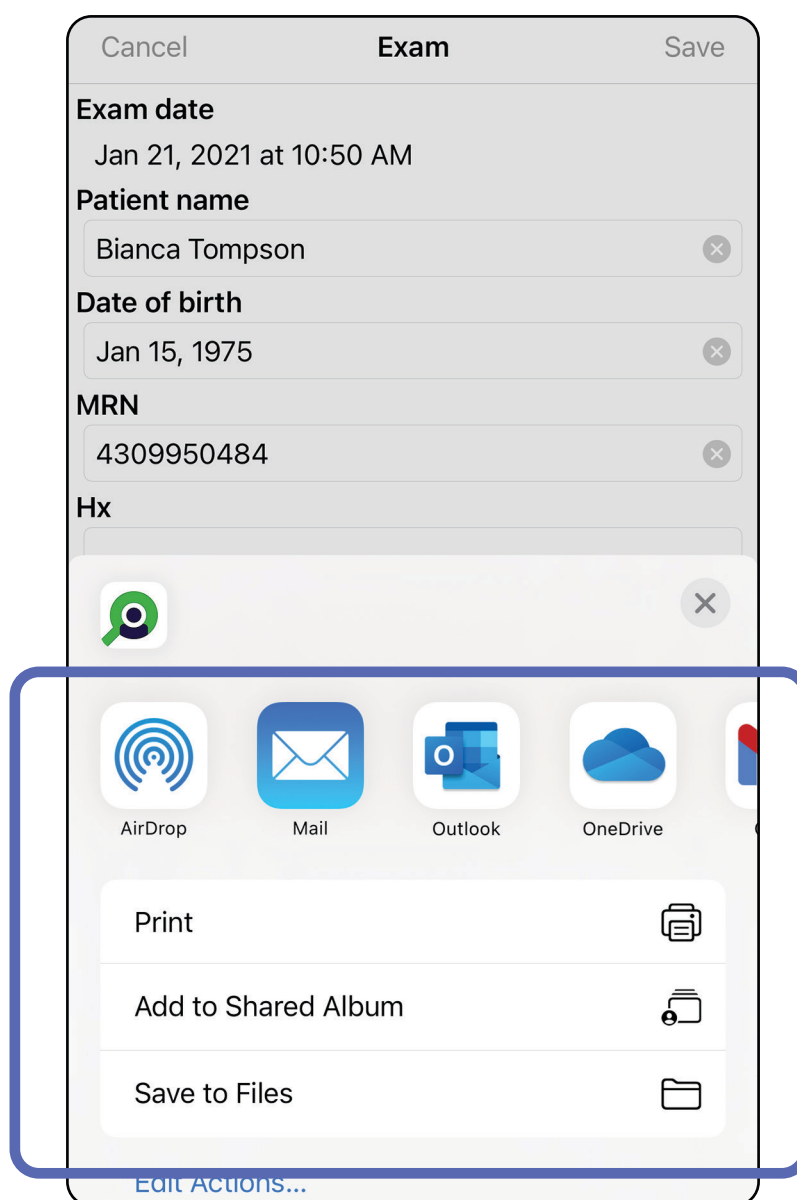 Cancel Exam Save
Exam date
Jan 21, 2021 at 10:50 AM
Patient name
Bianca Tompson
Date of birth
Jan 15, 1975
MRN
4309950484
Hx
O
AirDrop Mail Outlook OneDrive
Print
Add to Shared Album
Save to Files
Edit Actions...